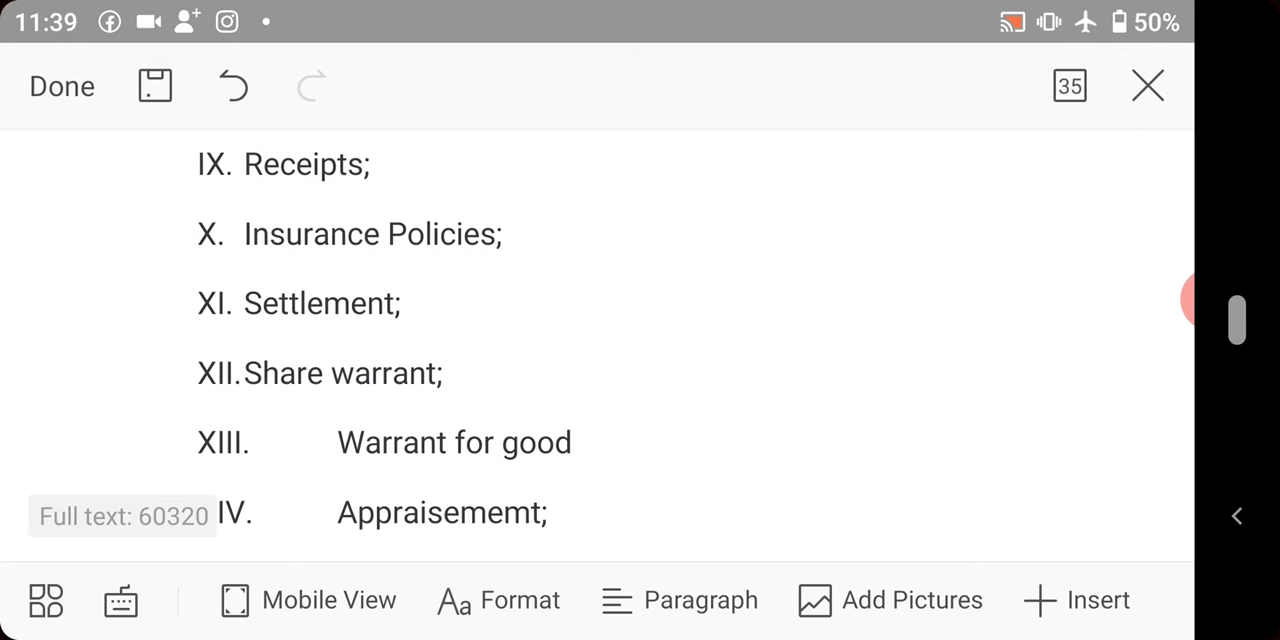 11:39 50%
Done 35
IX. Receipts;
X. Insurance Policies;
XI. Settlement;
XII. Share warrant;
XIII. Warrant for good
Full text: 60320 IV. Appraisememt;
Mobile View Aa Format Paragraph Add Pictures Insert